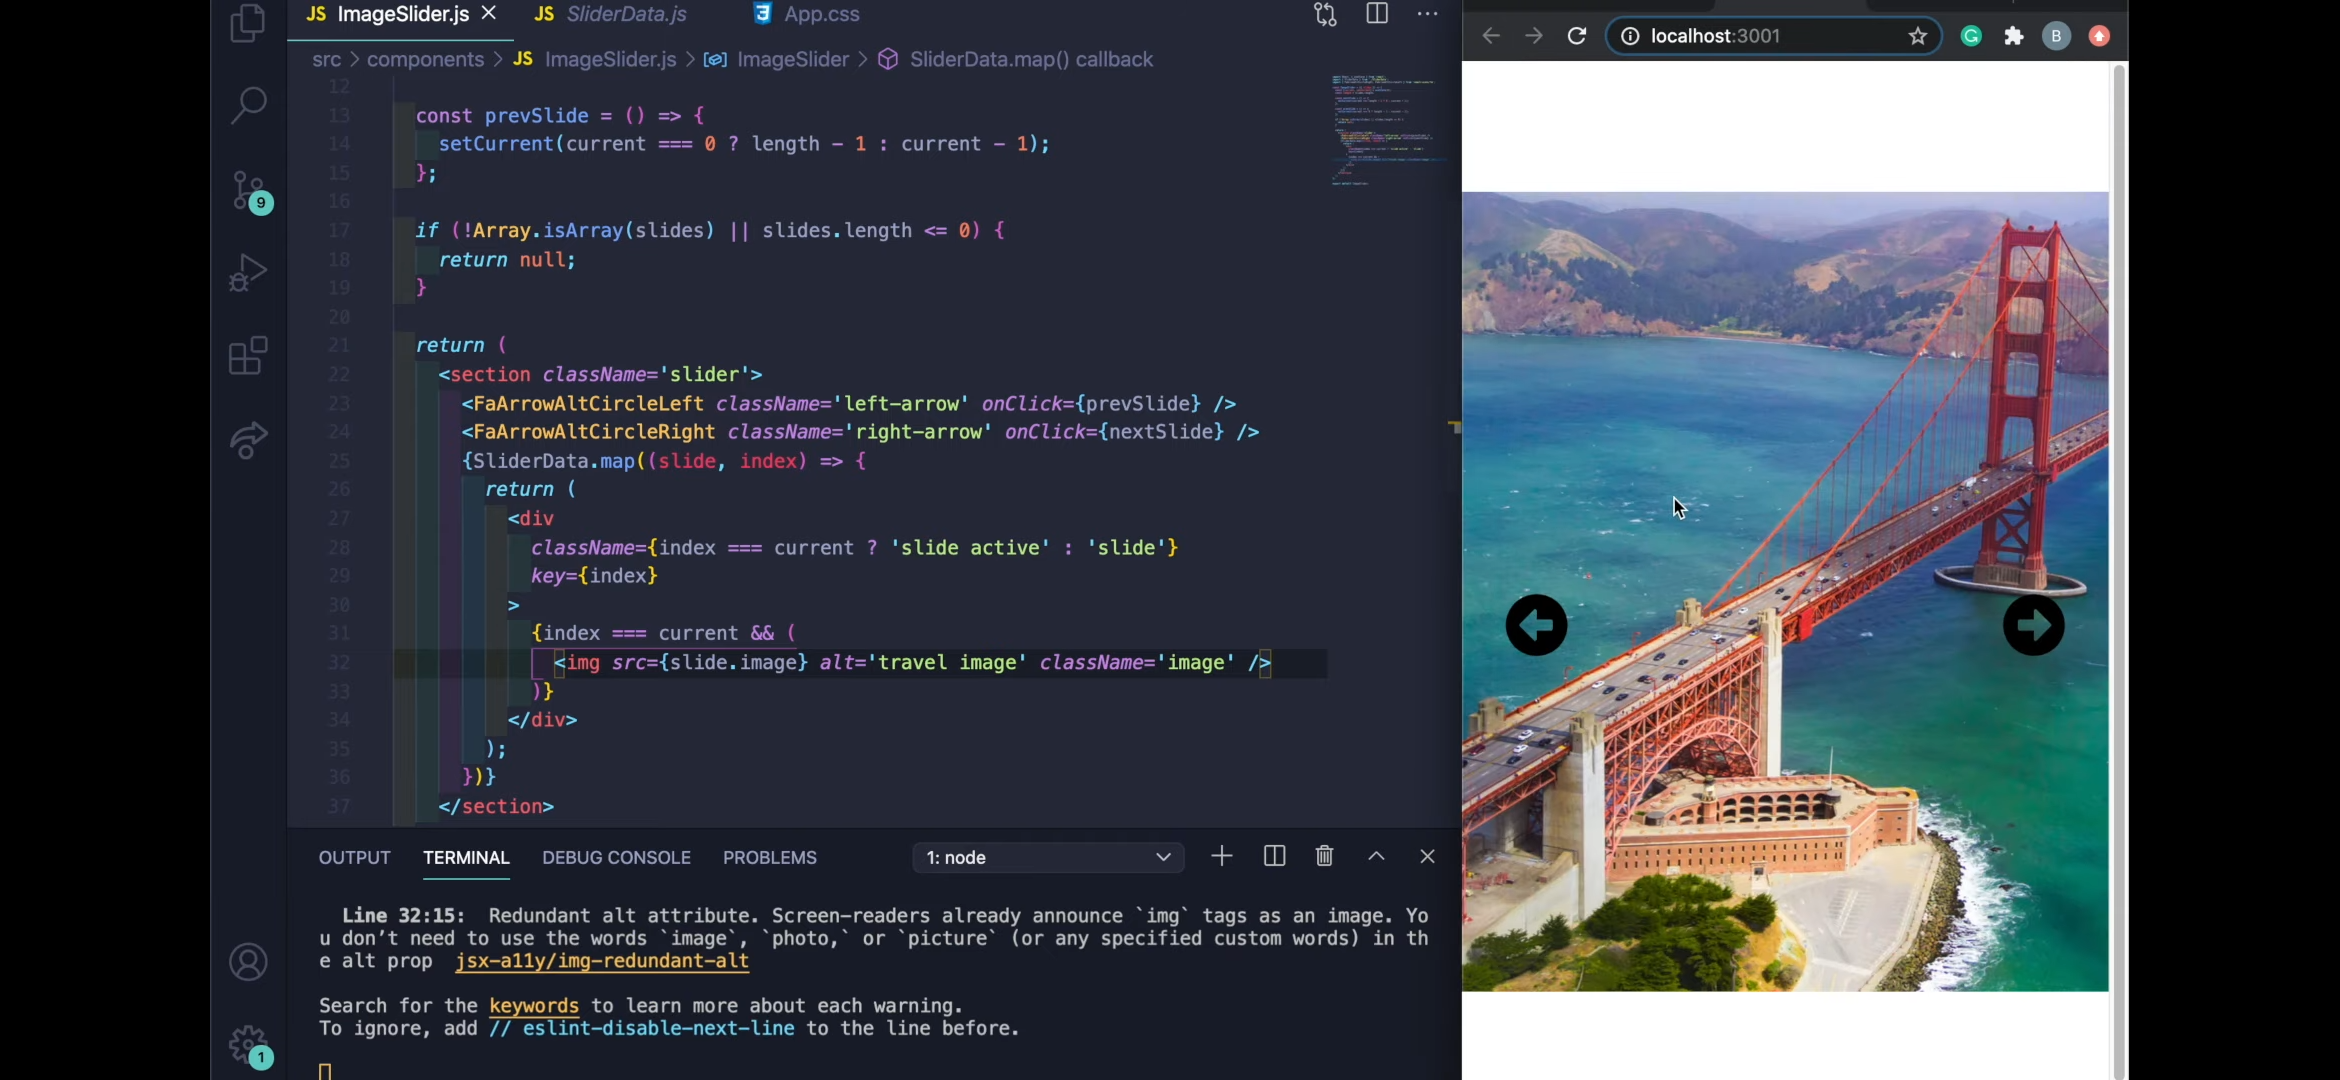 JS ImageSlider.js
JS SliderData.js
App.css
localhost:3001
B
src > components > JS ImageSlider.js > ImageSlider > SliderData.map() callback
12
13 const prevSlide = () => {
14 setCurrent(current === 0 ? length - 1 : current - 1);
15 };
16
17 if (!Array.isArray(slides) || slides.length <= 0) {
18 return null;
19 }
20
21 return (
22 <section className='slider'>
23 <FaArrowAltCircleLeft className='left-arrow' onClick={prevSlide} />
24 <FaArrowAltCircleRight className='right-arrow' onClick={nextSlide} />
25 {SliderData.map((slide, index) => {
26 return (
27 <div
28 className={index === current ? 'slide active' : 'slide'}
29 key={index}
30 >
31 {index === current && (
32 <img src={slide.image} alt='travel image' className='image' />
33 )}
34 </div>
35 );
36 })}
37 </section>
9
1
OUTPUT TERMINAL DEBUG CONSOLE PROBLEMS 1: node
Line 32:15: Redundant alt attribute. Screen-readers already announce `img` tags as an image. Yo
u don't need to use the words `image`, `photo,` or `picture` (or any specified custom words) in th
e alt prop jsx-a11y/img-redundant-alt
Search for the keywords to learn more about each warning.
To ignore, add // eslint-disable-next-line to the line before.